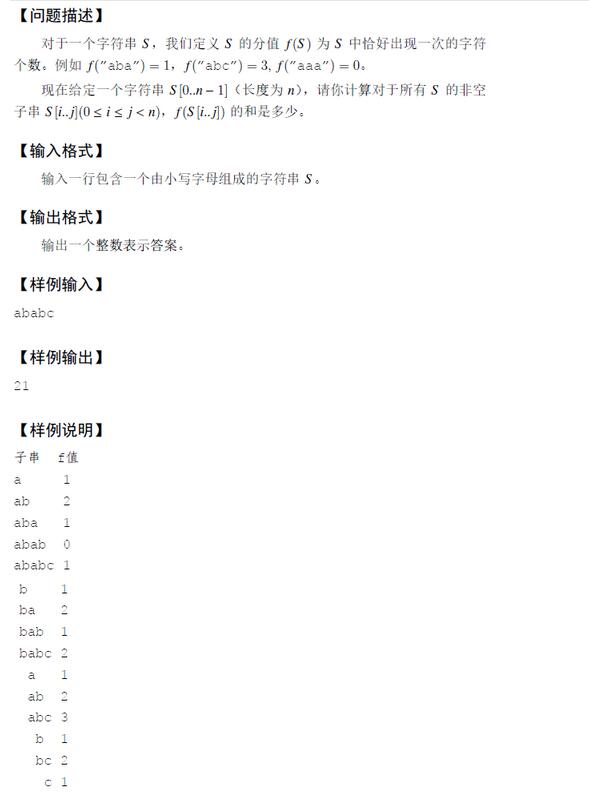 【问题描述】
对于一个字符串 S，我们定义 S 的分值 f(S) 为 S 中恰好出现一次的字符
个数。例如 f("aba") = 1，f("abc") = 3, f("aaa") = 0。
现在给定一个字符串 S[0..n − 1]（长度为 n），请你计算对于所有 S 的非空
子串 S[i..j](0 ≤ i ≤ j < n)，f(S[i..j]) 的和是多少。
【输入格式】
输入一行包含一个由小写字母组成的字符串 S。
【输出格式】
输出一个整数表示答案。
【样例输入】
ababc
【样例输出】
21
【样例说明】
子串 f值
a 1
ab 2
aba 1
abab 0
ababc 1
b 1
ba 2
bab 1
babc 2
a 1
ab 2
abc 3
b 1
bc 2
c 1